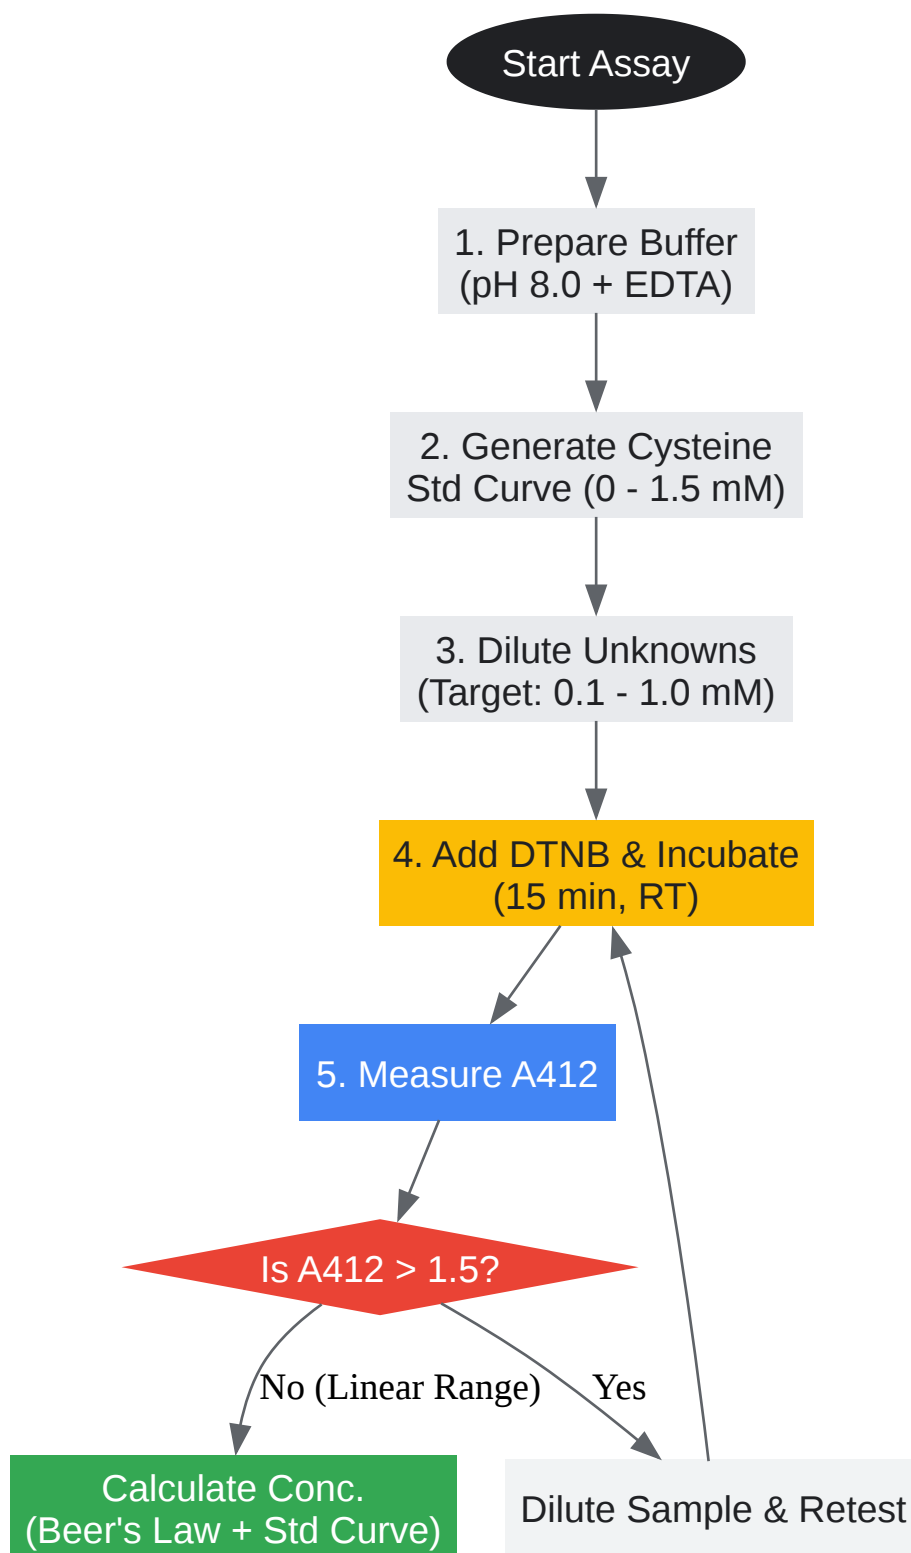 Start Assay
1. Prepare Buffer
(pH 8.0 + EDTA)
2. Generate Cysteine
Std Curve (0 - 1.5 mM)
3. Dilute Unknowns
(Target: 0.1 - 1.0 mM)
4. Add DTNB & Incubate
(15 min, RT)
5. Measure A412
Is A412 > 1.5?
No (Linear Range)
Yes
Calculate Conc.
(Beer's Law + Std Curve)
Dilute Sample & Retest